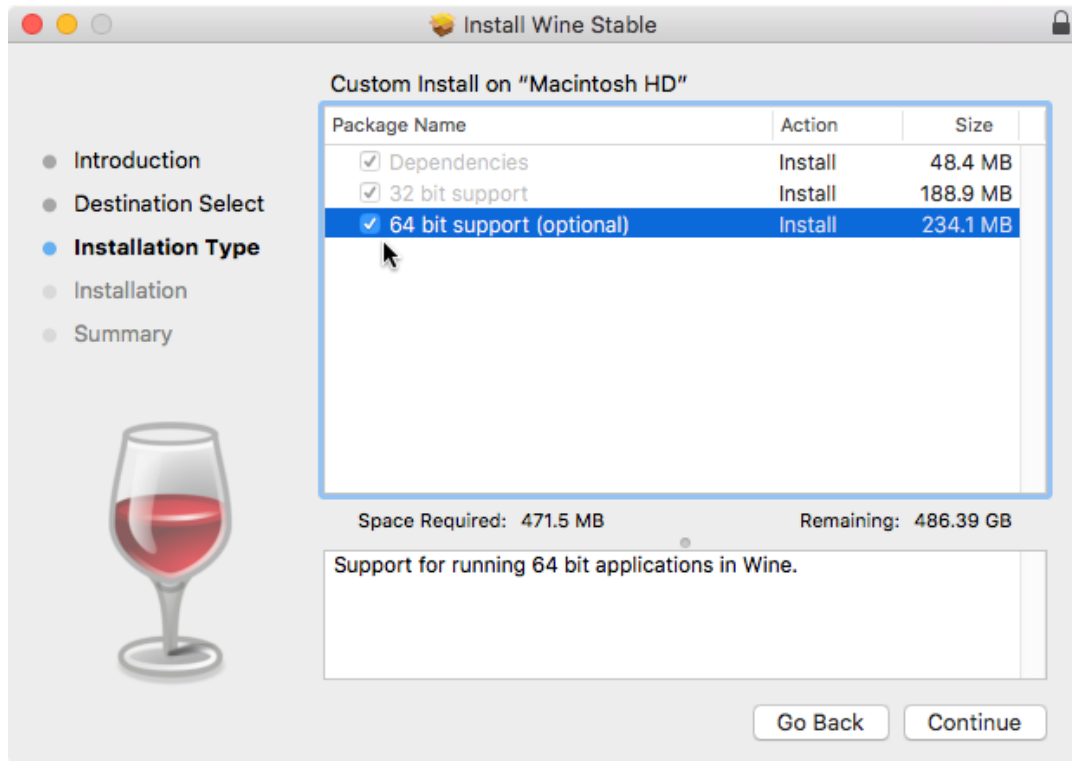 Install Wine Stable
Custom Install on “Macintosh HD”
Introduction
Destination Select
Installation Type
Installation
Summary
Package Name Action Size
Dependencies Install 48.4 MB
32 bit support Install 188.9 MB
64 bit support (optional) Install 234.1 MB
Space Required: 471.5 MB Remaining: 486.39 GB
Support for running 64 bit applications in Wine.
Go Back Continue